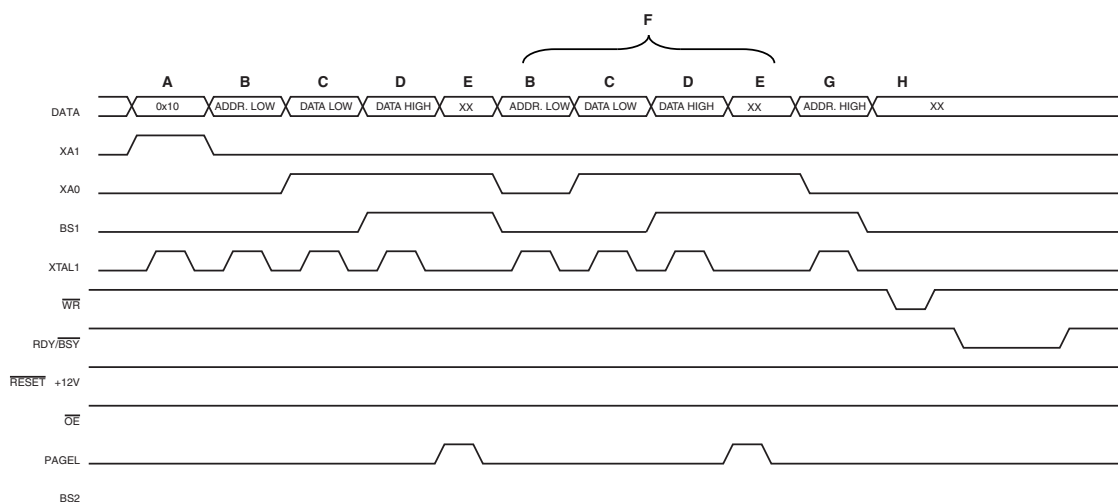 F
A B C D E B C D E G H
DATA 0x10 ADDR. LOW DATA LOW DATA HIGH XX ADDR. LOW DATA LOW DATA HIGH XX ADDR. HIGH XX
XA1
XA0
BS1
XTAL1
WR
RDY/BSY
RESET +12V
OE
PAGEL
BS2